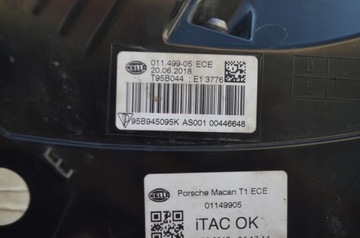 HELLA
011.499-05 ECE
20.06.2018
T95B044 : E1 3776
95B945095K AS001 00446648
HELLA
Porsche Macan T1 ECE
01149905
iTAC OK